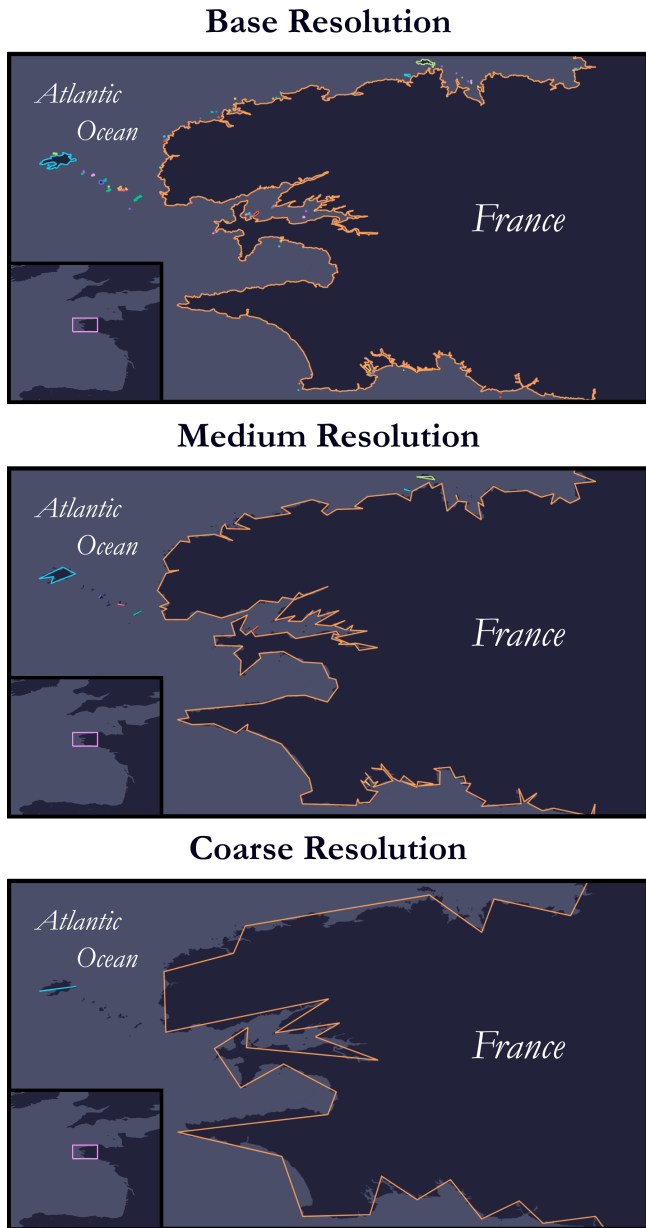 Base Resolution
Atlantic
Ocean
France
Medium Resolution
Atlantic
Ocean
France
Coarse Resolution
Atlantic
Ocean
France